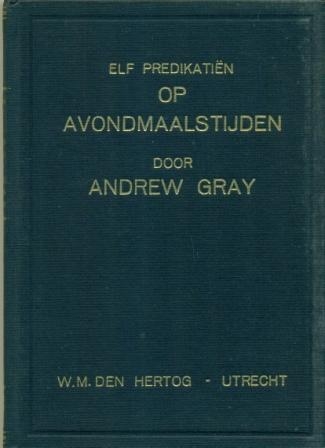 ELF PREDIKATIËN
OP
AVONDMAALSTIJDEN
DOOR
ANDREW GRAY
W.M. DEN HERTOG - UTRECHT